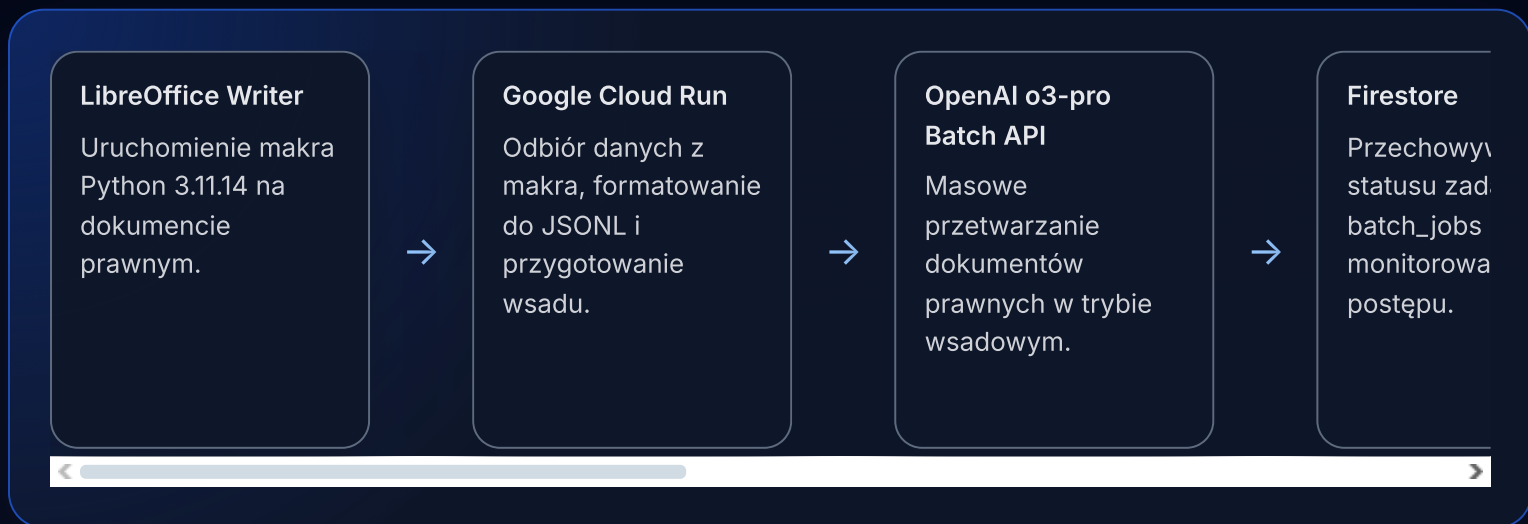 LibreOffice Writer
Uruchomienie makra
Python 3.11.14 na
dokumencie
prawnym.
Google Cloud Run
Odbiór danych z
makra, formatowanie
do JSONL i
przygotowanie
wsadu.
OpenAI o3-pro
Batch API
Masowe
przetwarzanie
dokumentów
prawnych w trybie
wsadowym.
Firestore
statusu
batch_jobs
postępu.